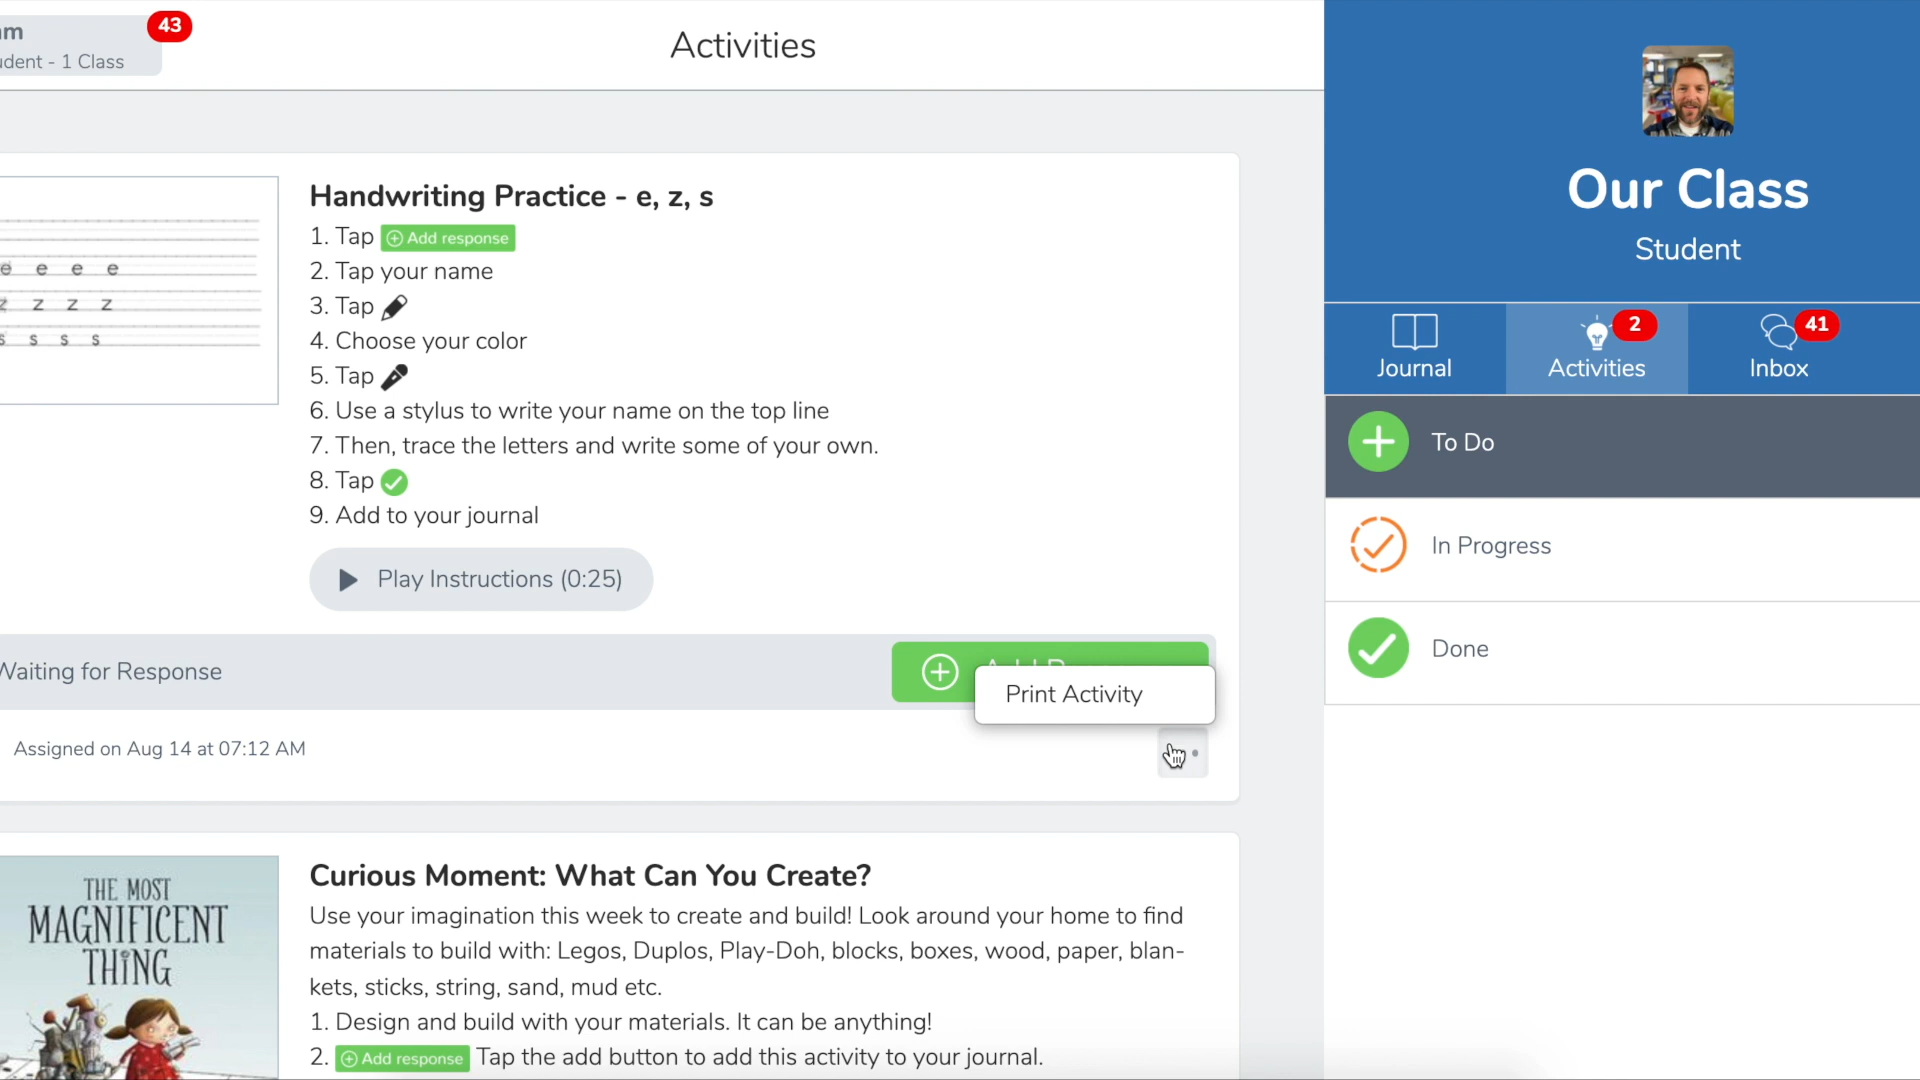 43
Student - 1 Class
Activities
Our Class
Student
Journal
2
Activities
41
Inbox
To Do
In Progress
Done
Handwriting Practice - e, z, s
1. Tap Add response
2. Tap your name
3. Tap
4. Choose your color
5. Tap
6. Use a stylus to write your name on the top line
7. Then, trace the letters and write some of your own.
8. Tap
9. Add to your journal
e e e e
z z z z
s s s s
Play Instructions (0:25)
Waiting for Response
Print Activity
Assigned on Aug 14 at 07:12 AM
THE MOST
MAGNIFICENT
THiNG
Curious Moment: What Can You Create?
Use your imagination this week to create and build! Look around your home to find
materials to build with: Legos, Duplos, Play-Doh, blocks, boxes, wood, paper, blan-
kets, sticks, string, sand, mud etc.
1. Design and build with your materials. It can be anything!
2. Add response Tap the add button to add this activity to your journal.